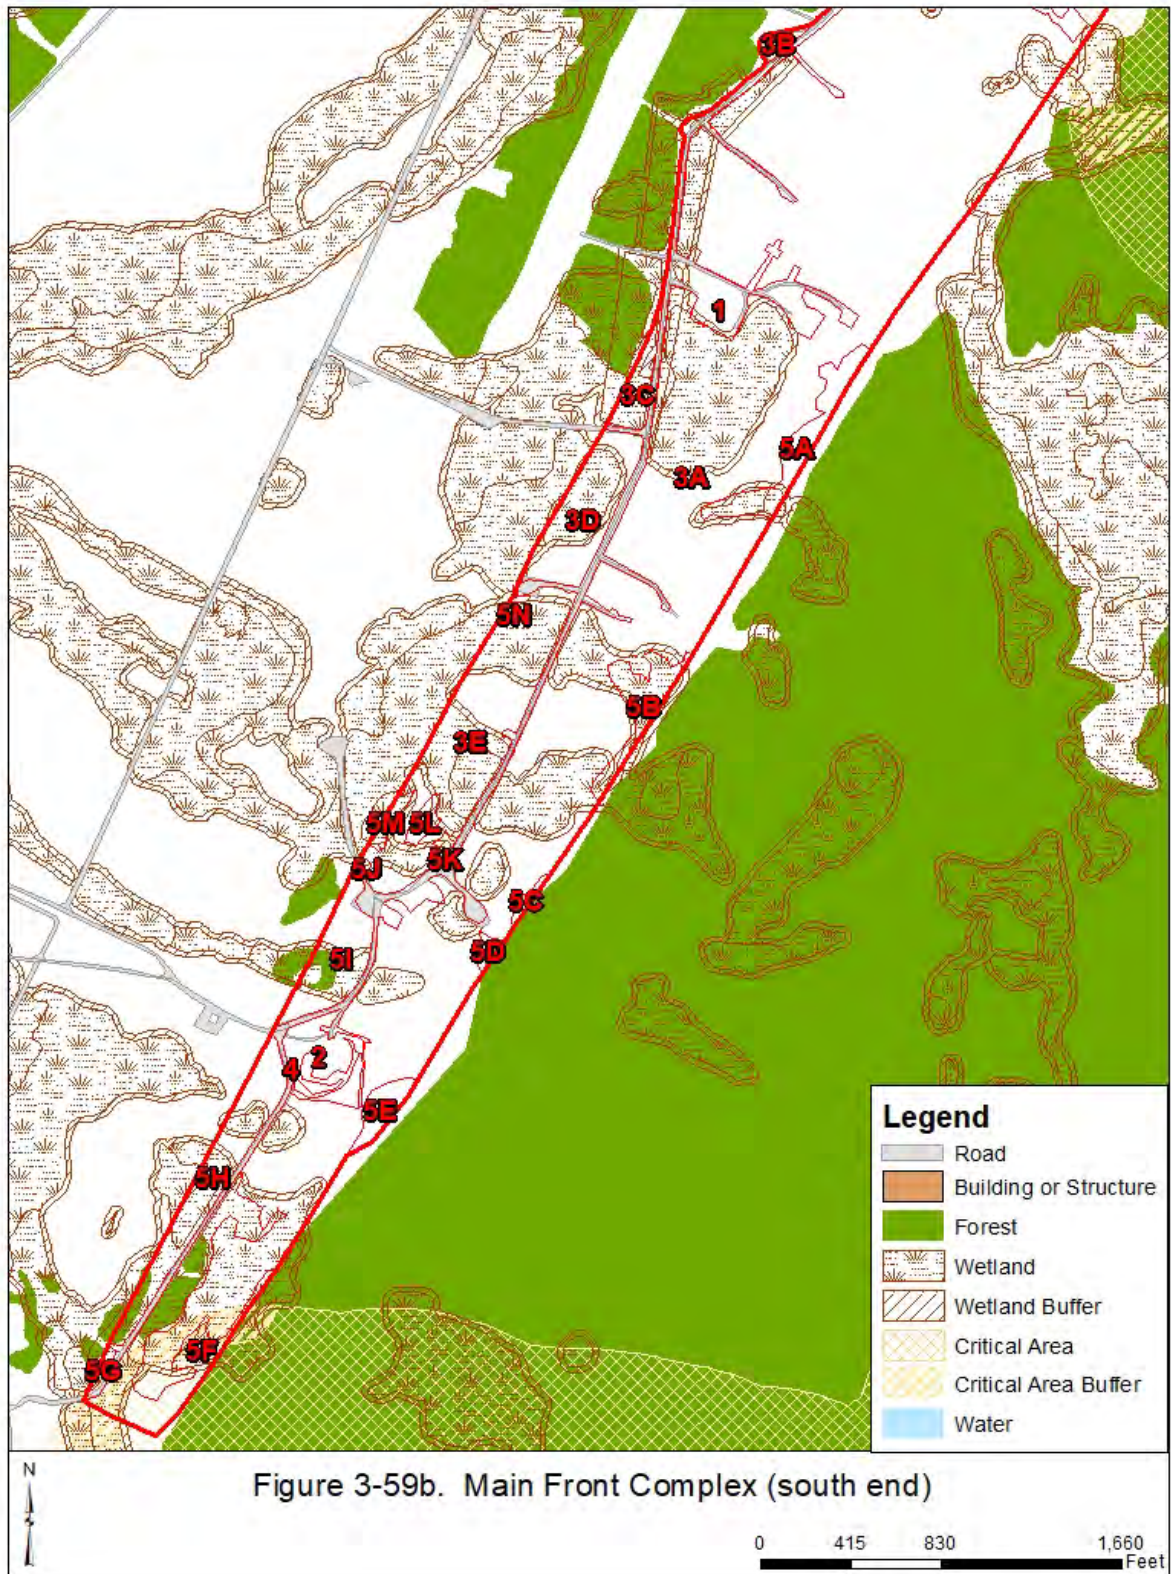 3B
1
3C
5A
3A
3D
5N
5B
3E
5M 5L
5K
5J
5C
5D
5I
2
4
5E
5H
5F
5G
Legend
Road
Building or Structure
Forest
Wetland
Wetland Buffer
Critical Area
Critical Area Buffer
Water
N
Figure 3-59b. Main Front Complex (south end)
0 415 830 1,660
Feet